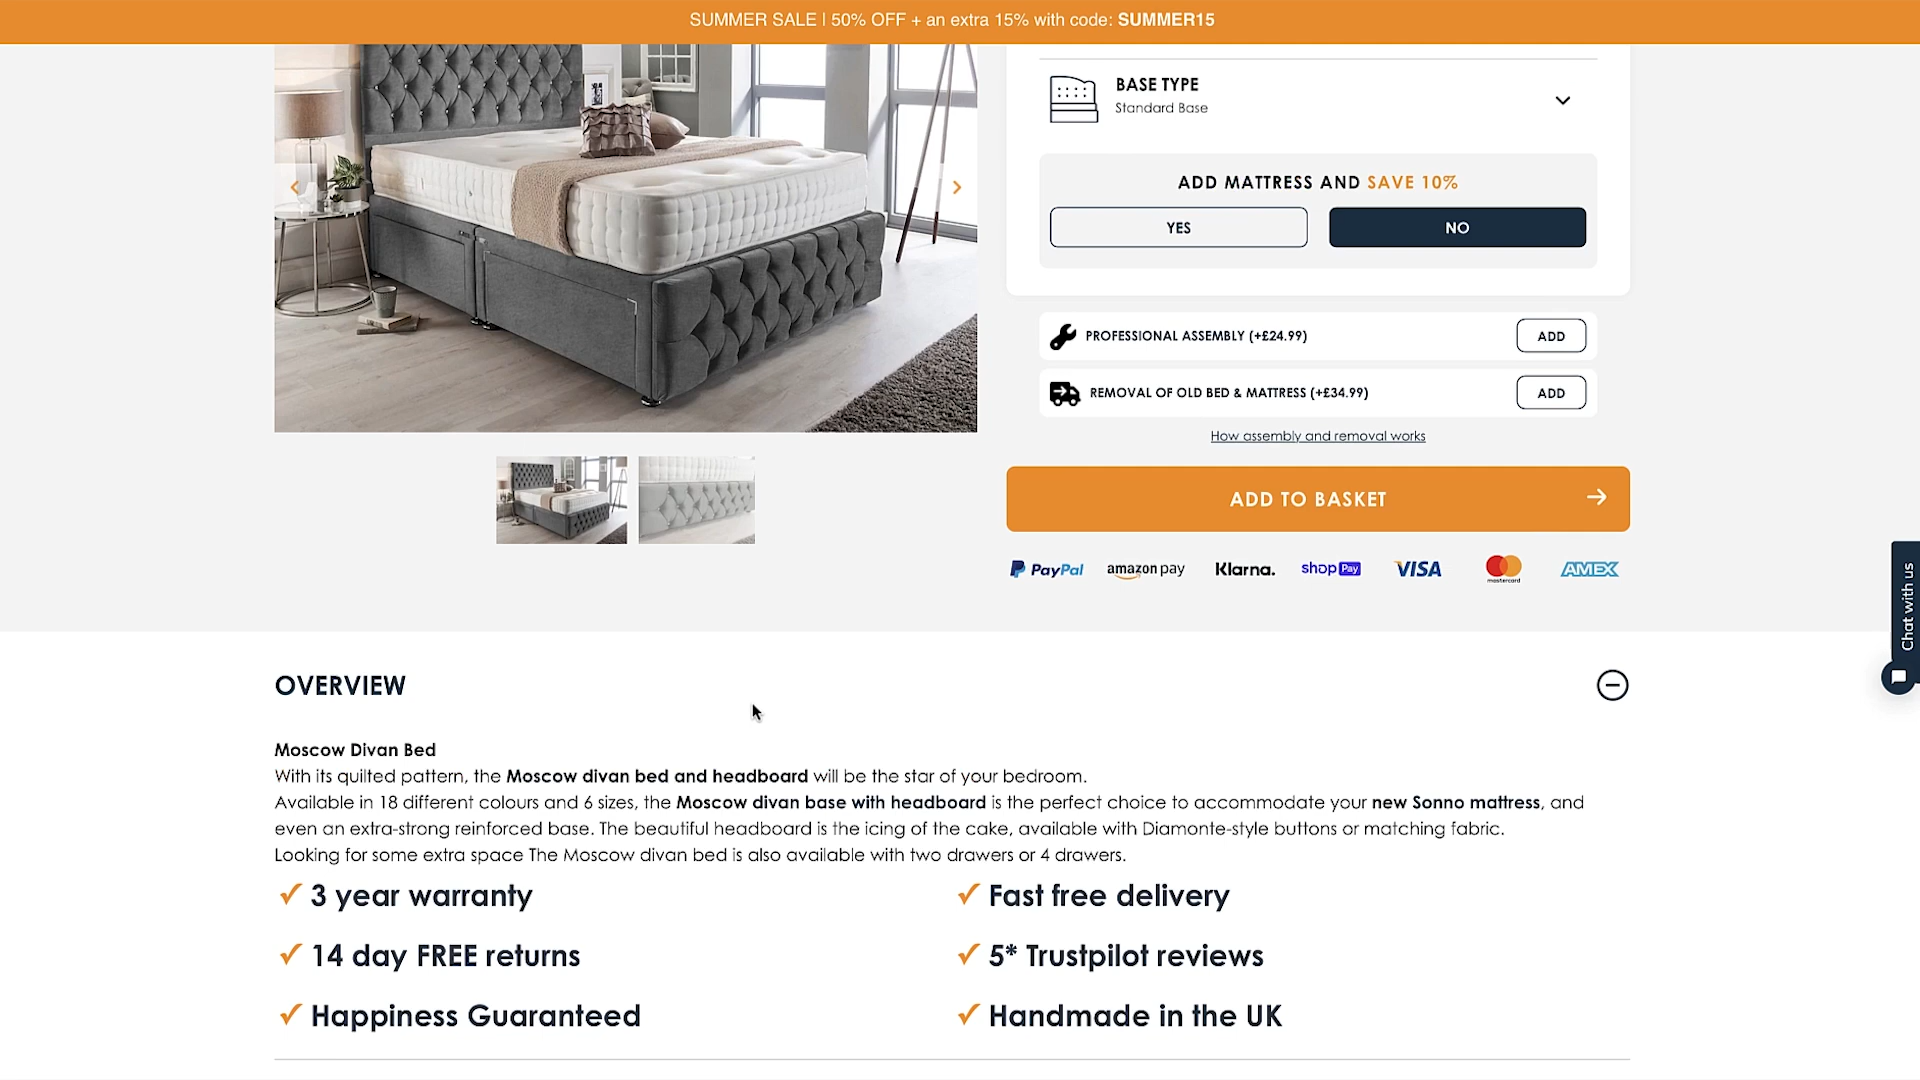 SUMMER SALE | 50% OFF + an extra 15% with code: SUMMER15
BASE TYPE
Standard Base
ADD MATTRESS AND SAVE 10%
YES
NO
PROFESSIONAL ASSEMBLY (+£24.99)
ADD
REMOVAL OF OLD BED & MATTRESS (+£34.99)
ADD
How assembly and removal works
ADD TO BASKET
PayPal
amazon pay
Klarna.
shop Pay
VISA
mastercard
AMEX
Chat with us
OVERVIEW
Moscow Divan Bed
With its quilted pattern, the Moscow divan bed and headboard will be the star of your bedroom.
Available in 18 different colours and 6 sizes, the Moscow divan base with headboard is the perfect choice to accommodate your new Sonno mattress, and
even an extra-strong reinforced base. The beautiful headboard is the icing of the cake, available with Diamonte-style buttons or matching fabric.
Looking for some extra space The Moscow divan bed is also available with two drawers or 4 drawers.
3 year warranty
Fast free delivery
14 day FREE returns
5* Trustpilot reviews
Happiness Guaranteed
Handmade in the UK